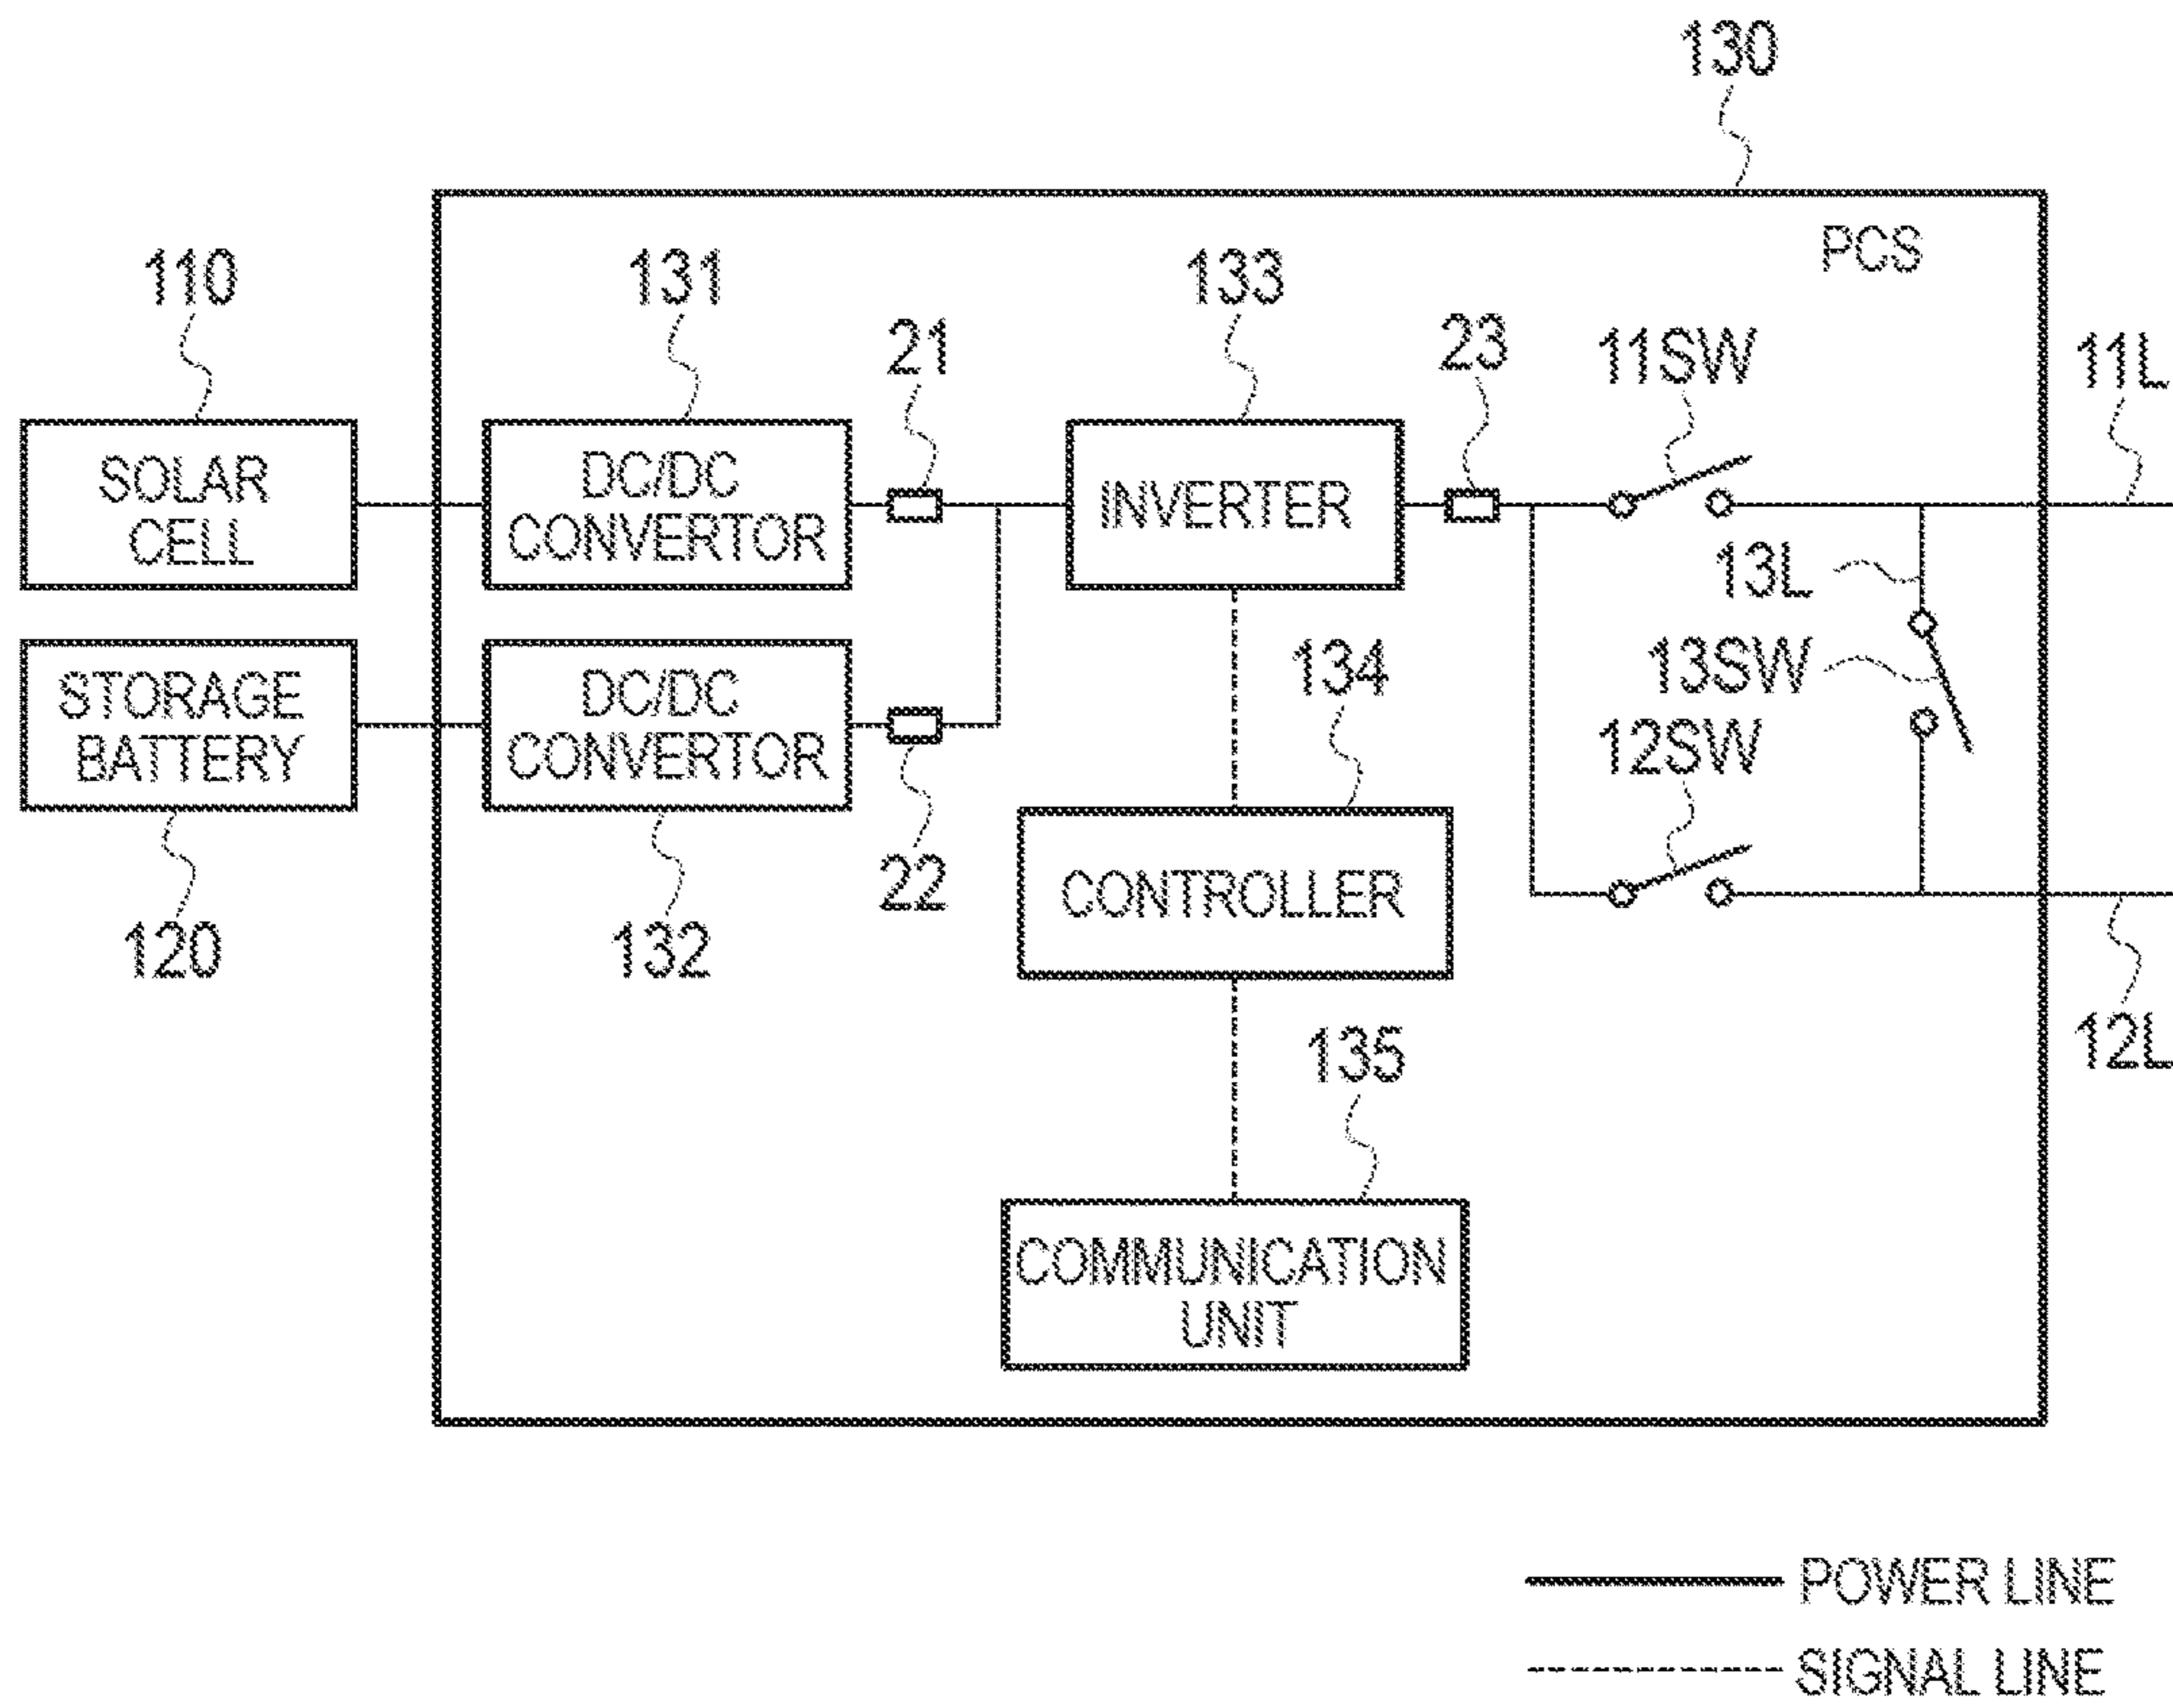 130
PCS
110
131
21
133
23
11SW
11L
SOLAR
CELL
DC/DC
CONVERTOR
INVERTER
13L
13SW
12SW
STORAGE
BATTERY
DC/DC
CONVERTOR
134
22
CONTROLLER
120
132
12L
135
COMMUNICATION
UNIT
POWER LINE
SIGNAL LINE